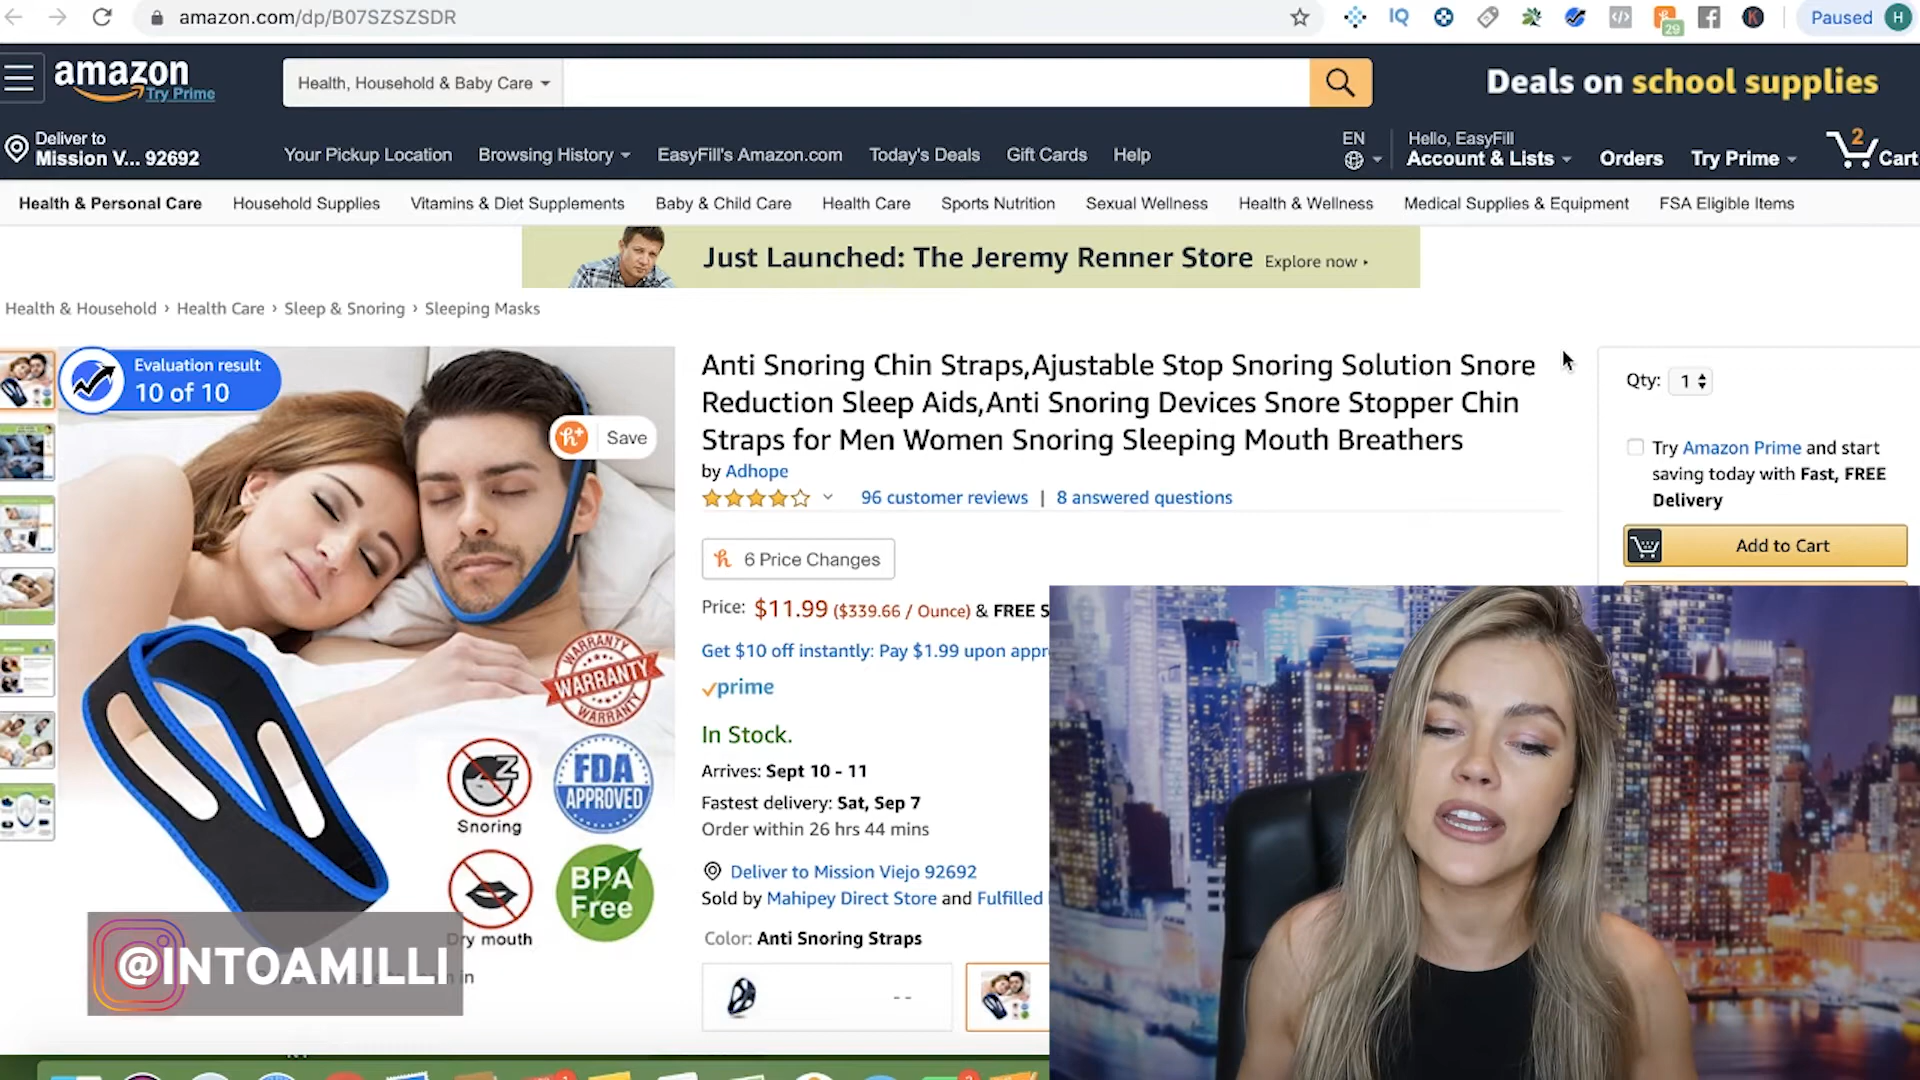 amazon.com/dp/B07SZSZSDR
IQ
29
Paused
H
amazon
Try Prime
Health, Household & Baby Care
Deals on school supplies
Deliver to
Mission V... 92692
Your Pickup Location
Browsing History
EasyFill's Amazon.com
Today's Deals
Gift Cards
Help
EN
Hello, EasyFill
Account & Lists
Orders
Try Prime
2
Cart
Health & Personal Care
Household Supplies
Vitamins & Diet Supplements
Baby & Child Care
Health Care
Sports Nutrition
Sexual Wellness
Health & Wellness
Medical Supplies & Equipment
FSA Eligible Items
Just Launched: The Jeremy Renner Store Explore now ▸
Health & Household › Health Care › Sleep & Snoring › Sleeping Masks
Evaluation result
10 of 10
Save
WARRANTY
WARRANTY
WARRANTY
Snoring
FDA
APPROVED
Dry mouth
BPA
Free
in
@INTOAMILLI
Anti Snoring Chin Straps,Ajustable Stop Snoring Solution Snore
Reduction Sleep Aids,Anti Snoring Devices Snore Stopper Chin
Straps for Men Women Snoring Sleeping Mouth Breathers
by Adhope
96 customer reviews | 8 answered questions
6 Price Changes
Price: $11.99 ($339.66 / Ounce) & FREE S
Get $10 off instantly: Pay $1.99 upon appr
prime
In Stock.
Arrives: Sept 10 - 11
Fastest delivery: Sat, Sep 7
Order within 26 hrs 44 mins
Deliver to Mission Viejo 92692
Sold by Mahipey Direct Store and Fulfilled
Color: Anti Snoring Straps
--
Qty: 1
Try Amazon Prime and start
saving today with Fast, FREE
Delivery
Add to Cart